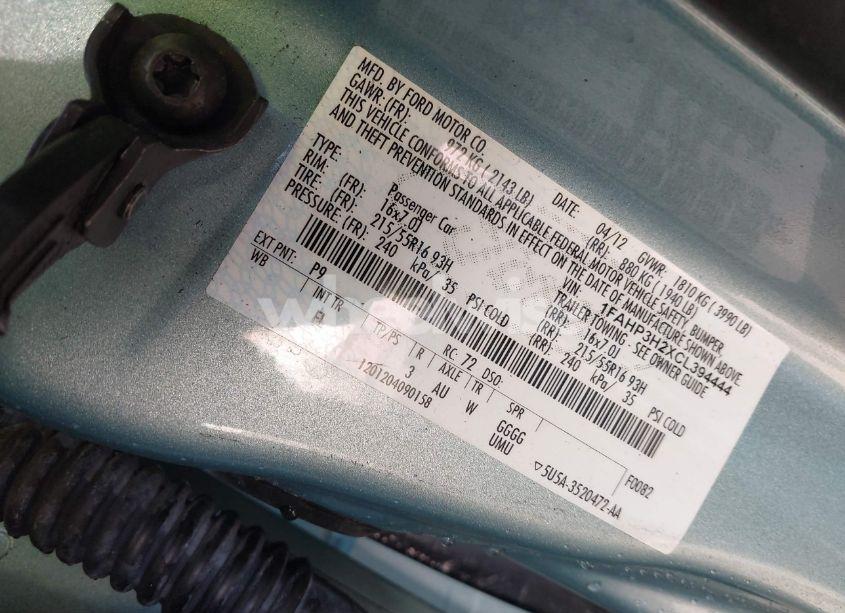 MFD. BY FORD MOTOR CO.
DATE: 04/12 GVWR: 1810 KG ( 3990 LB)
GAWR: (FR): 972 KG ( 2143 LB) (RR): 880 KG ( 1940 LB)
THIS VEHICLE CONFORMS TO ALL APPLICABLE FEDERAL MOTOR VEHICLE SAFETY, BUMPER,
AND THEFT PREVENTION STANDARDS IN EFFECT ON THE DATE OF MANUFACTURE SHOWN ABOVE.
VIN: 1FAHP3H2XCL394444
TYPE: Passenger Car TRAILER TOWING - SEE OWNER GUIDE
RIM: (FR): 16x7.0J (RR): 16x7.0J
TIRE: (FR): 215/55R16 93H (RR): 215/55R16 93H
PRESSURE (FR): 240 kPa/ 35 PSI COLD (RR): 240 kPa/ 35 PSI COLD
EXT PNT: P9 RC: 72 DSO: F0082
WB INT TR TP/PS R AXLE TR SPR
3 AU W GGGG
UMU
1201204090158 ▽5U5A-3520472-AA